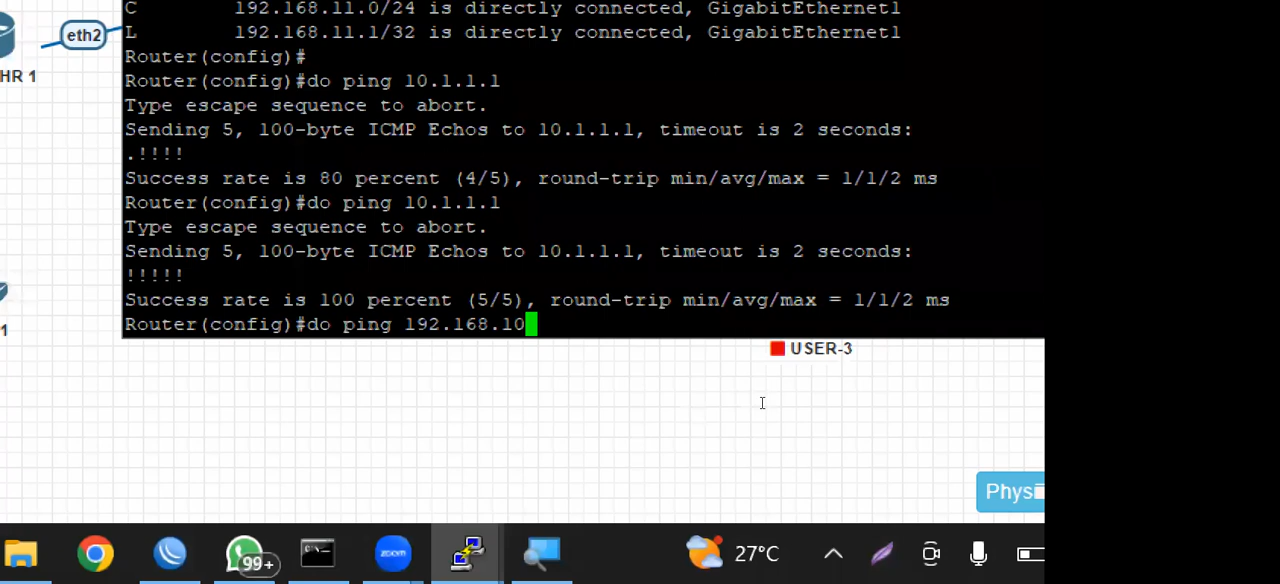 C 192.168.11.0/24 is directly connected, GigabitEthernet1
L 192.168.11.1/32 is directly connected, GigabitEthernet1
Router(config)#
Router(config)#do ping 10.1.1.1
Type escape sequence to abort.
Sending 5, 100-byte ICMP Echos to 10.1.1.1, timeout is 2 seconds:
.!!!!
Success rate is 80 percent (4/5), round-trip min/avg/max = 1/1/2 ms
Router(config)#do ping 10.1.1.1
Type escape sequence to abort.
Sending 5, 100-byte ICMP Echos to 10.1.1.1, timeout is 2 seconds:
!!!!!
Success rate is 100 percent (5/5), round-trip min/avg/max = 1/1/2 ms
Router(config)#do ping 192.168.10
eth2
HR 1
1
USER-3
Physi
99+
zoom
27°C